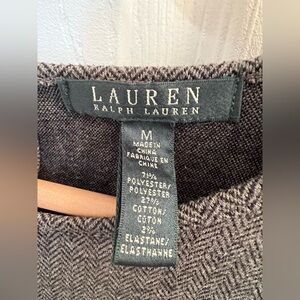 LAUREN
RALPH LAUREN
M
MADE IN
CHINA
FABRIQUÉ EN
CHINE
71%
POLYESTER/
POLYESTER
27%
COTTON/
COTON
2%
ELASTANE/
ELASTHANNE